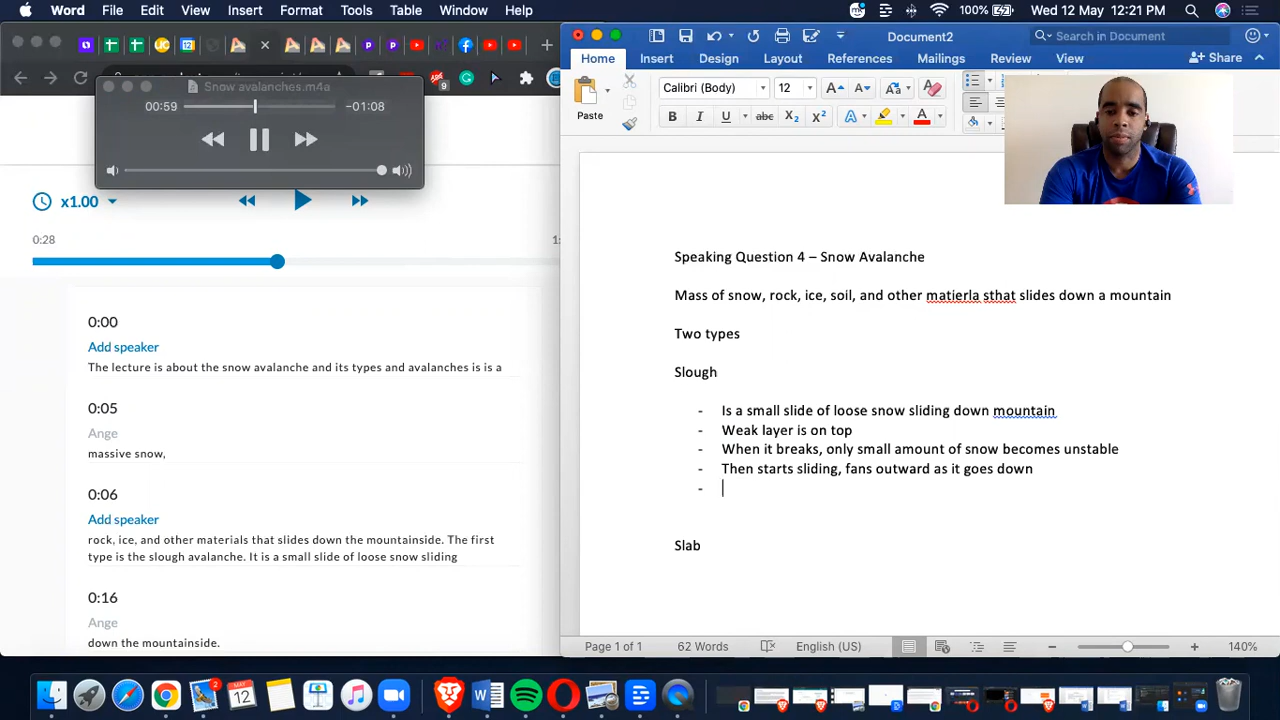 Word File Edit View Insert Format Tools Table Window Help 100% Wed 12 May 12:21 PM
Document2 Search in Document
Home Insert Design Layout References Mailings Review View Share
Snow avalanches.m4a
00:59 −01:08
Paste Calibri (Body) 12
B I U abc X2 X2 A A
x1.00
0:28 1:
0:00
Add speaker
The lecture is about the snow avalanche and its types and avalanches is is a
0:05
Ange
massive snow,
0:06
Add speaker
rock, ice, and other materials that slides down the mountainside. The first
type is the slough avalanche. It is a small slide of loose snow sliding
0:16
Ange
down the mountainside.
Speaking Question 4 – Snow Avalanche
Mass of snow, rock, ice, soil, and other matierla sthat slides down a mountain
Two types
Slough
- Is a small slide of loose snow sliding down mountain
- Weak layer is on top
- When it breaks, only small amount of snow becomes unstable
- Then starts sliding, fans outward as it goes down
-
Slab
Page 1 of 1 62 Words English (US) 140%
MAY 12 2